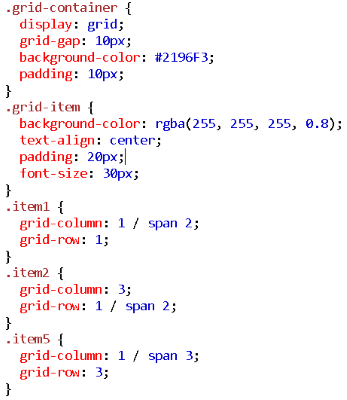 .grid-container {
  display: grid;
  grid-gap: 10px;
  background-color: #2196F3;
  padding: 10px;
}
.grid-item {
  background-color: rgba(255, 255, 255, 0.8);
  text-align: center;
  padding: 20px;
  font-size: 30px;
}
.item1 {
  grid-column: 1 / span 2;
  grid-row: 1;
}
.item2 {
  grid-column: 3;
  grid-row: 1 / span 2;
}
.item5 {
  grid-column: 1 / span 3;
  grid-row: 3;
}